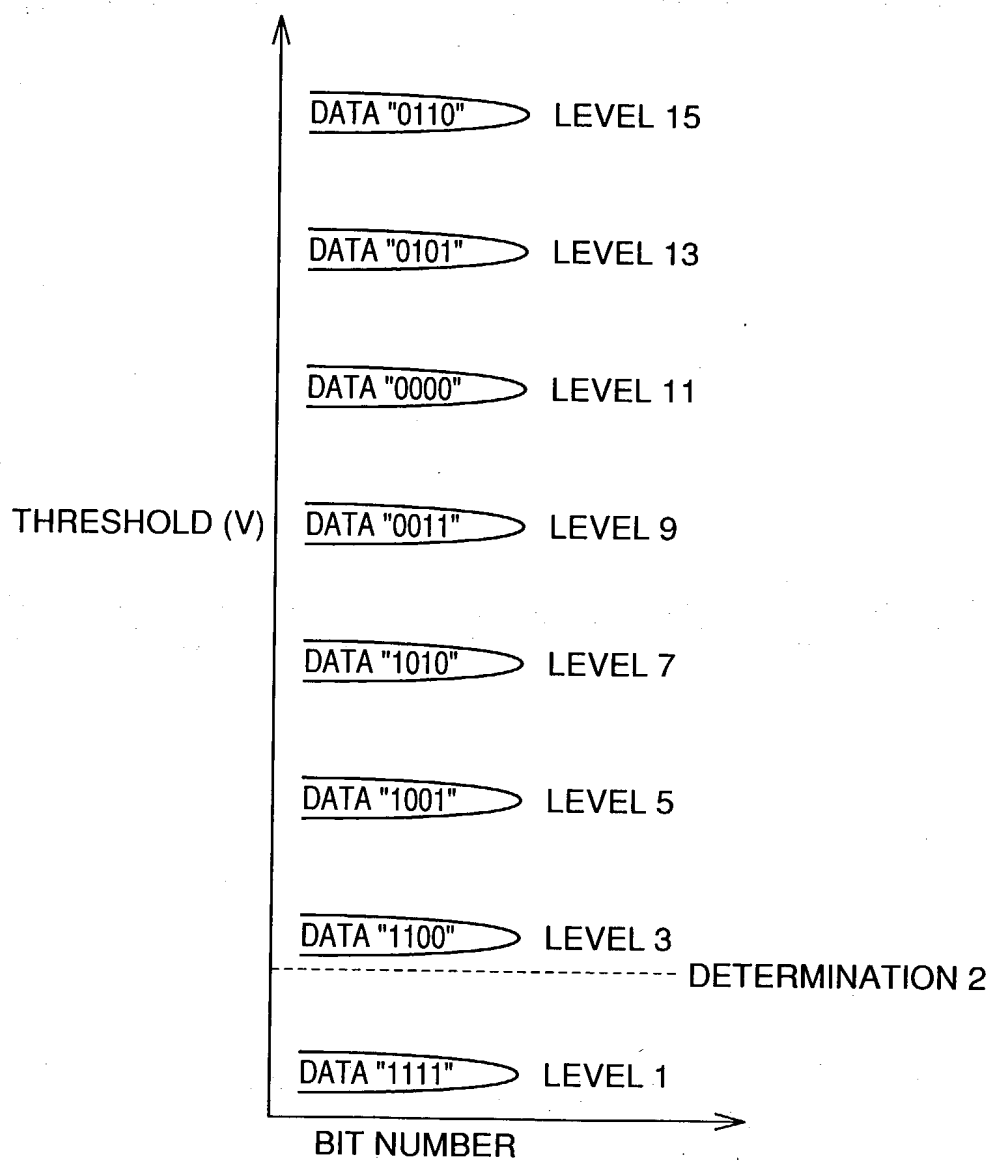 DATA "0110" LEVEL 15
DATA "0101" LEVEL 13
DATA "0000" LEVEL 11
THRESHOLD (V) DATA "0011" LEVEL 9
DATA "1010" LEVEL 7
DATA "1001" LEVEL 5
DATA "1100" LEVEL 3
DETERMINATION 2
DATA "1111" LEVEL 1
BIT NUMBER